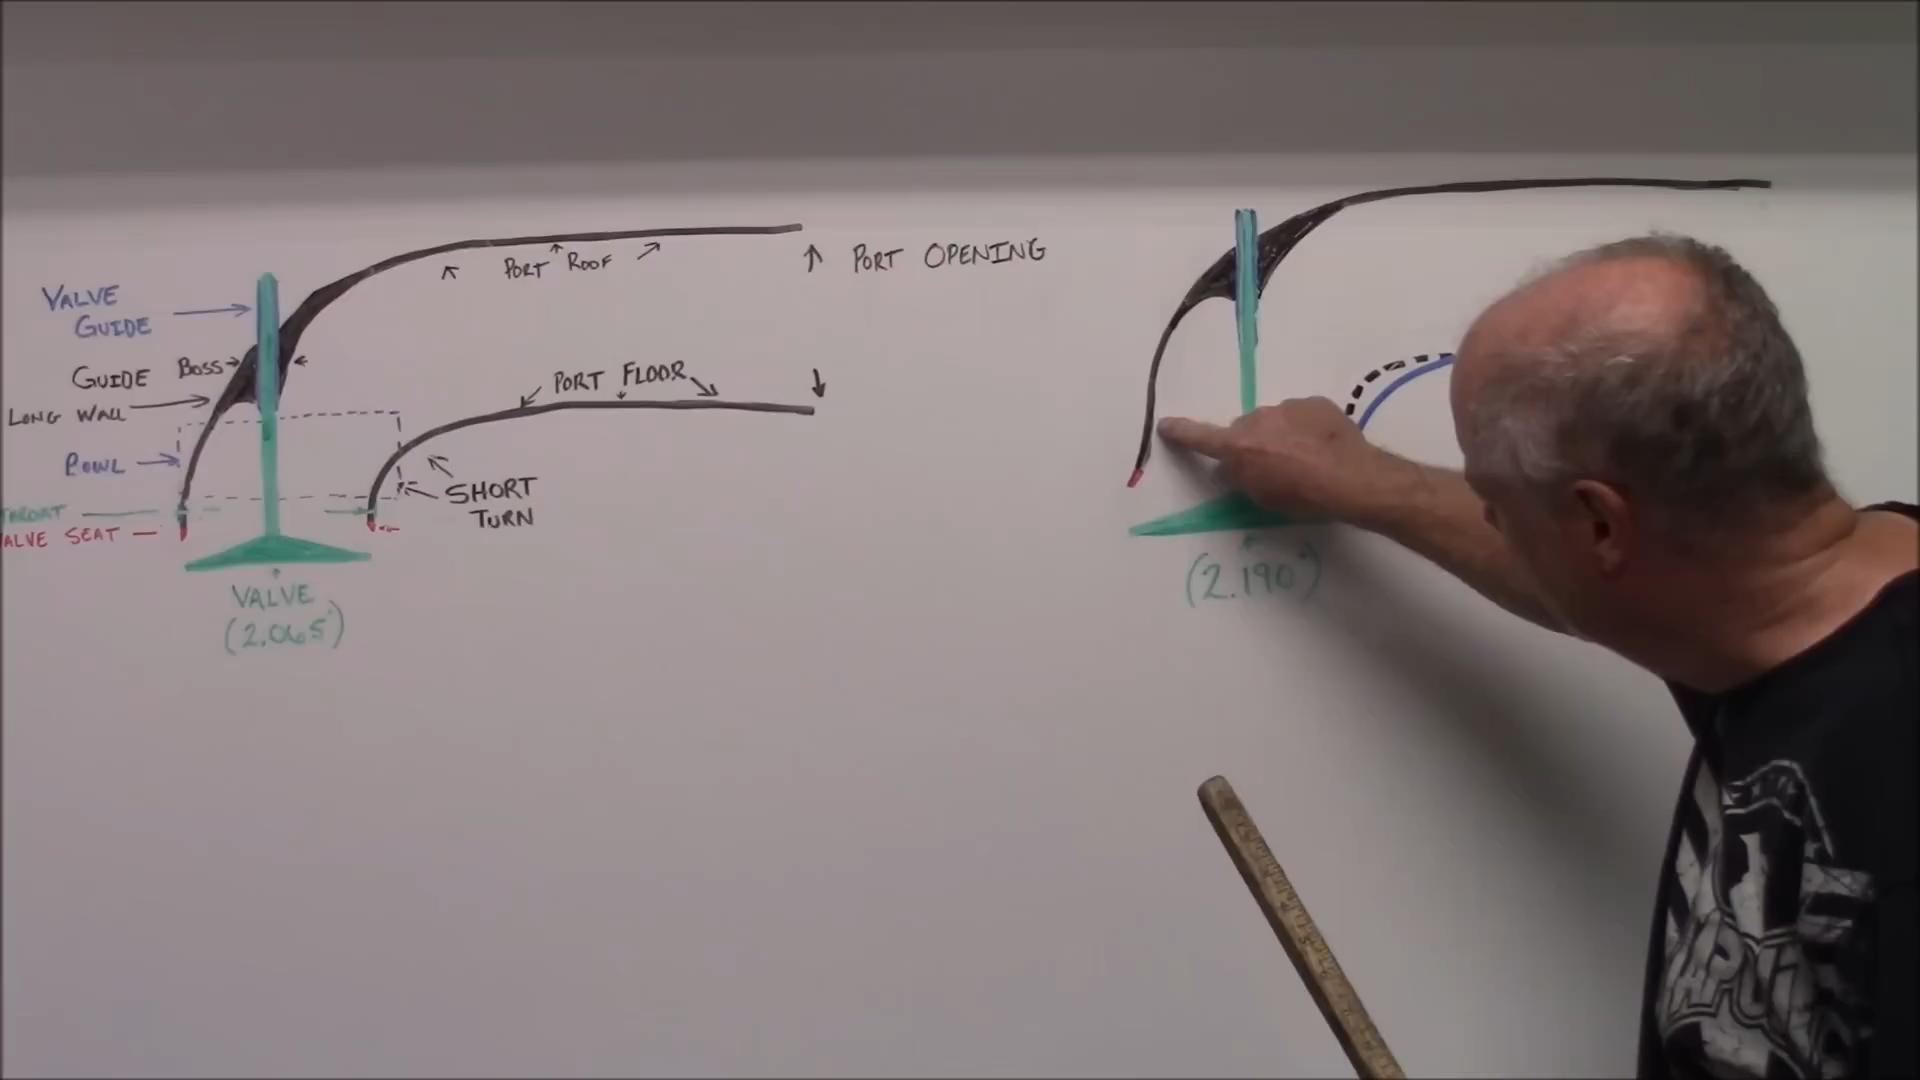 VALVE
GUIDE
GUIDE BOSS
LONG WALL
BOWL
THROAT
VALVE SEAT
VALVE
(2.065")
PORT ROOF
PORT FLOOR
SHORT
TURN
PORT OPENING
(2.190")